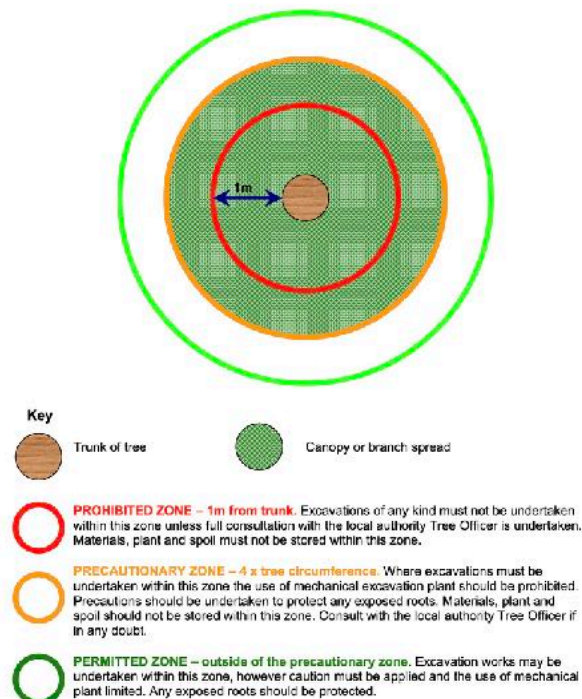 1m
Key
Trunk of tree
Canopy or branch spread
PROHIBITED ZONE – 1m from trunk. Excavations of any kind must not be undertaken
within this zone unless full consultation with the local authority Tree Officer is undertaken.
Materials, plant and spoil must not be stored within this zone.
PRECAUTIONARY ZONE – 4 x tree circumference. Where excavations must be
undertaken within this zone the use of mechanical excavation plant should be prohibited.
Precautions should be undertaken to protect any exposed roots. Materials, plant and
spoil should not be stored within this zone. Consult with the local authority Tree Officer if
in any doubt.
PERMITTED ZONE – outside of the precautionary zone. Excavation works may be
undertaken within this zone, however caution must be applied and the use of mechanical
plant limited. Any exposed roots should be protected.